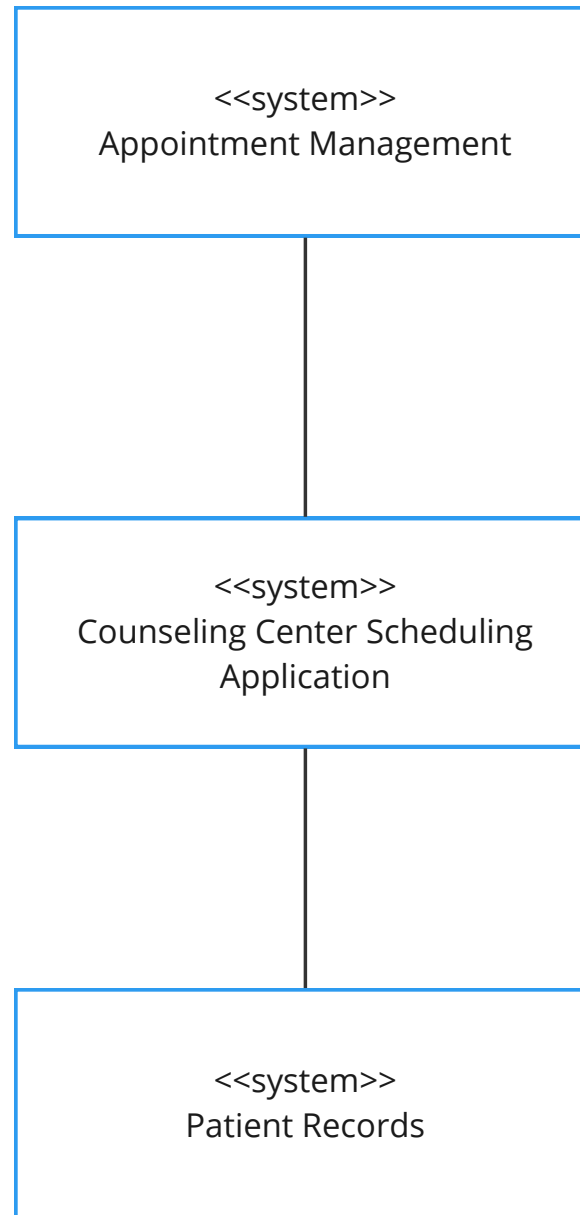 <<system>>
Appointment Management
<<system>>
Counseling Center Scheduling
Application
<<system>>
Patient Records